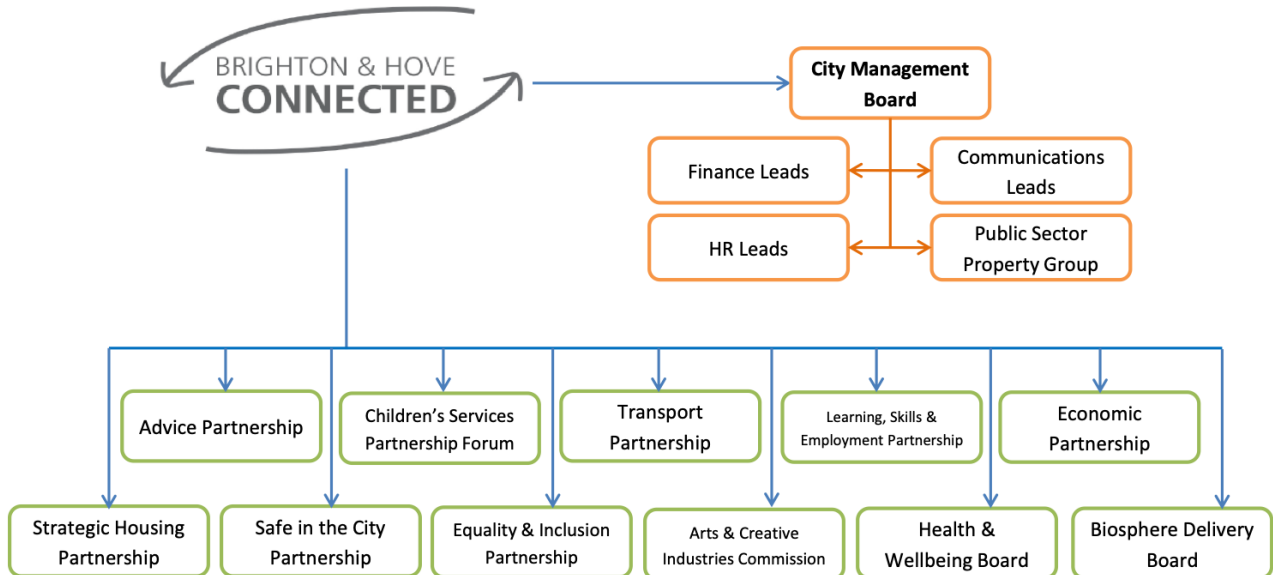 BRIGHTON & HOVE
CONNECTED
City Management
Board
Finance Leads
Communications
Leads
HR Leads
Public Sector
Property Group
Advice Partnership
Children’s Services
Partnership Forum
Transport
Partnership
Learning, Skills &
Employment Partnership
Economic
Partnership
Strategic Housing
Partnership
Safe in the City
Partnership
Equality & Inclusion
Partnership
Arts & Creative
Industries Commission
Health &
Wellbeing Board
Biosphere Delivery
Board